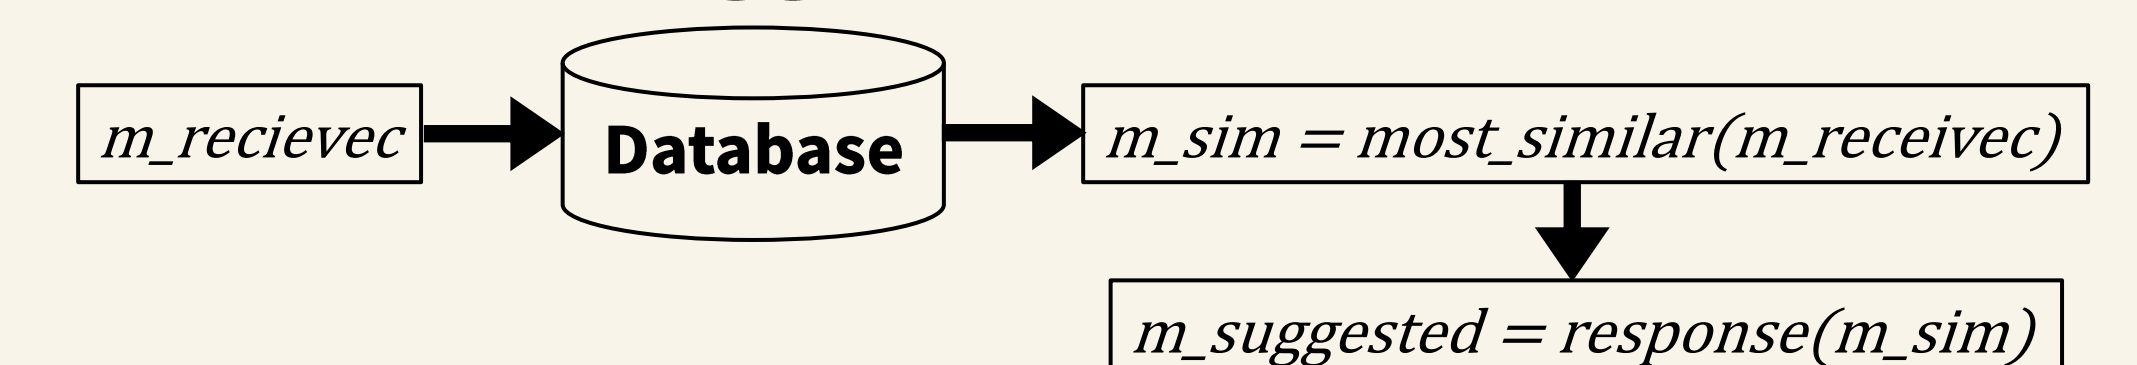 m_recievec
Database
m_sim = most_similar(m_receivec)
m_suggested = response(m_sim)